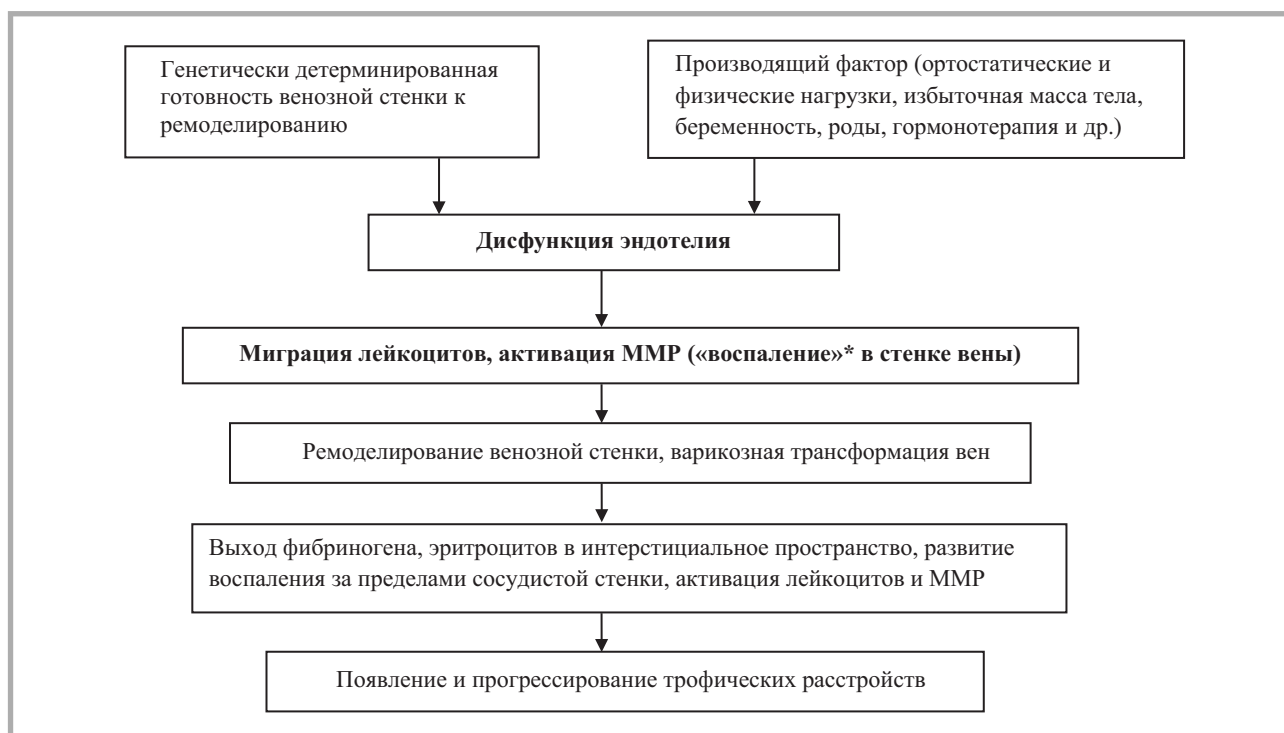 Генетически детерминированная
готовность венозной стенки к
ремоделированию
Производящий фактор (ортостатические и
физические нагрузки, избыточная масса тела,
беременность, роды, гормонотерапия и др.)
Дисфункция эндотелия
Миграция лейкоцитов, активация ММР («воспаление»* в стенке вены)
Ремоделирование венозной стенки, варикозная трансформация вен
Выход фибриногена, эритроцитов в интерстициальное пространство, развитие
воспаления за пределами сосудистой стенки, активация лейкоцитов и ММР
Появление и прогрессирование трофических расстройств